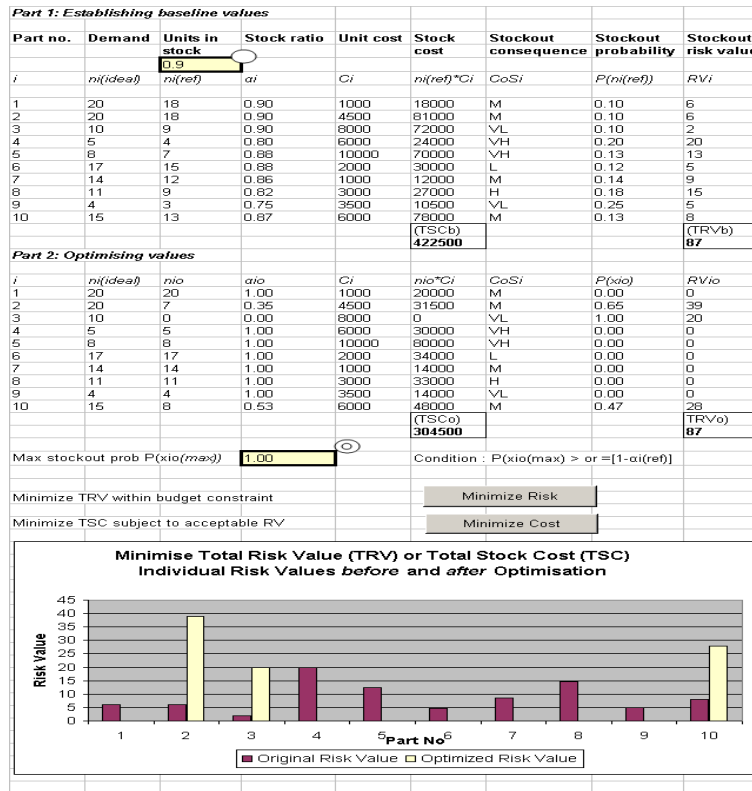 Part 1: Establishing baseline values
Part no. Demand Units in stock Stock ratio Unit cost Stock cost Stockout consequence Stockout probability Stockout risk value
0.9
i ni(ideal) ni(ref) αi Ci ni(ref)*Ci CoSi P(ni(ref)) RVi
1 20 18 0.90 1000 18000 M 0.10 6
2 20 18 0.90 4500 81000 M 0.10 6
3 10 9 0.90 8000 72000 VL 0.10 2
4 5 4 0.80 6000 24000 VH 0.20 20
5 8 7 0.88 10000 70000 VH 0.13 13
6 17 15 0.88 2000 30000 L 0.12 5
7 14 12 0.86 1000 12000 M 0.14 9
8 11 9 0.82 3000 27000 H 0.18 15
9 4 3 0.75 3500 10500 VL 0.25 5
10 15 13 0.87 6000 78000 M 0.13 8
(TSCb) (TRVb)
422500 87
Part 2: Optimising values
i ni(ideal) nio αio Ci nio*Ci CoSi P(xio) RVio
1 20 20 1.00 1000 20000 M 0.00 0
2 20 7 0.35 4500 31500 M 0.65 39
3 10 0 0.00 8000 0 VL 1.00 20
4 5 5 1.00 6000 30000 VH 0.00 0
5 8 8 1.00 10000 80000 VH 0.00 0
6 17 17 1.00 2000 34000 L 0.00 0
7 14 14 1.00 1000 14000 M 0.00 0
8 11 11 1.00 3000 33000 H 0.00 0
9 4 4 1.00 3500 14000 VL 0.00 0
10 15 8 0.53 6000 48000 M 0.47 28
(TSCo) TRVo)
304500 87
Max stockout prob P(xio(max)) 1.00 Condition : P(xio(max) > or =[1-αi(ref)]
Minimize TRV within budget constraint Minimize Risk
Minimize TSC subject to acceptable RV Minimize Cost
Minimise Total Risk Value (TRV) or Total Stock Cost (TSC)
Individual Risk Values before and after Optimisation
Risk Value
45
40
35
30
25
20
15
10
5
0
1 2 3 4 5 6 7 8 9 10
Part No
Original Risk Value Optimized Risk Value